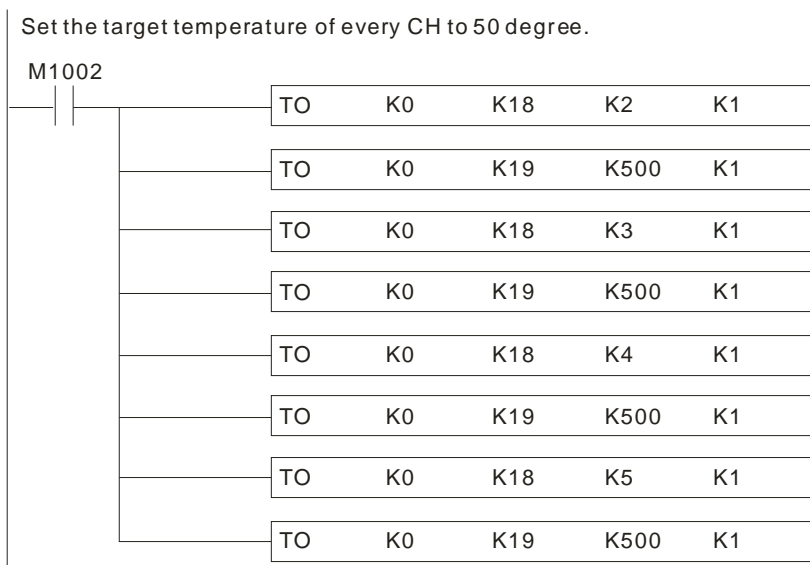 Set the target temperature of every CH to 50 degree.
M1002
TO K0 K18 K2 K1
TO K0 K19 K500 K1
TO K0 K18 K3 K1
TO K0 K19 K500 K1
TO K0 K18 K4 K1
TO K0 K19 K500 K1
TO K0 K18 K5 K1
TO K0 K19 K500 K1